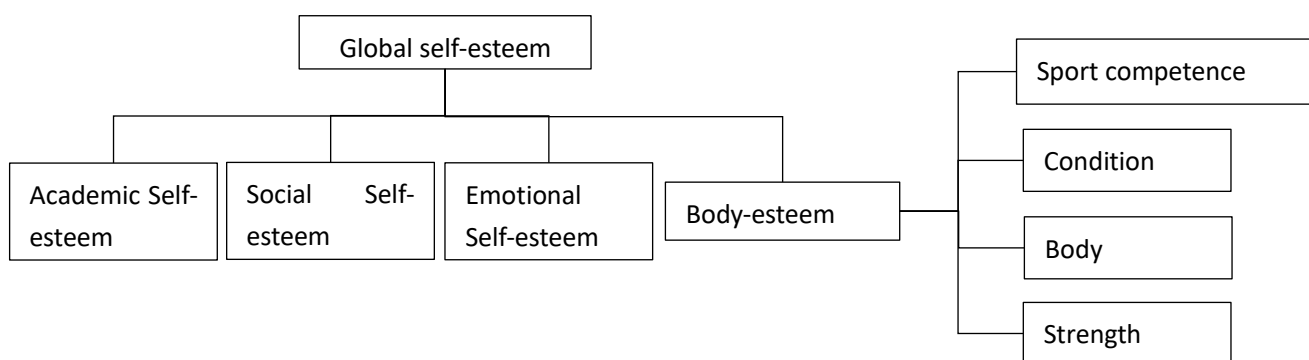 Global self-esteem
Sport competence
Condition
Academic Self-
esteem
Social Self-
esteem
Emotional
Self-esteem
Body-esteem
Body
Strength